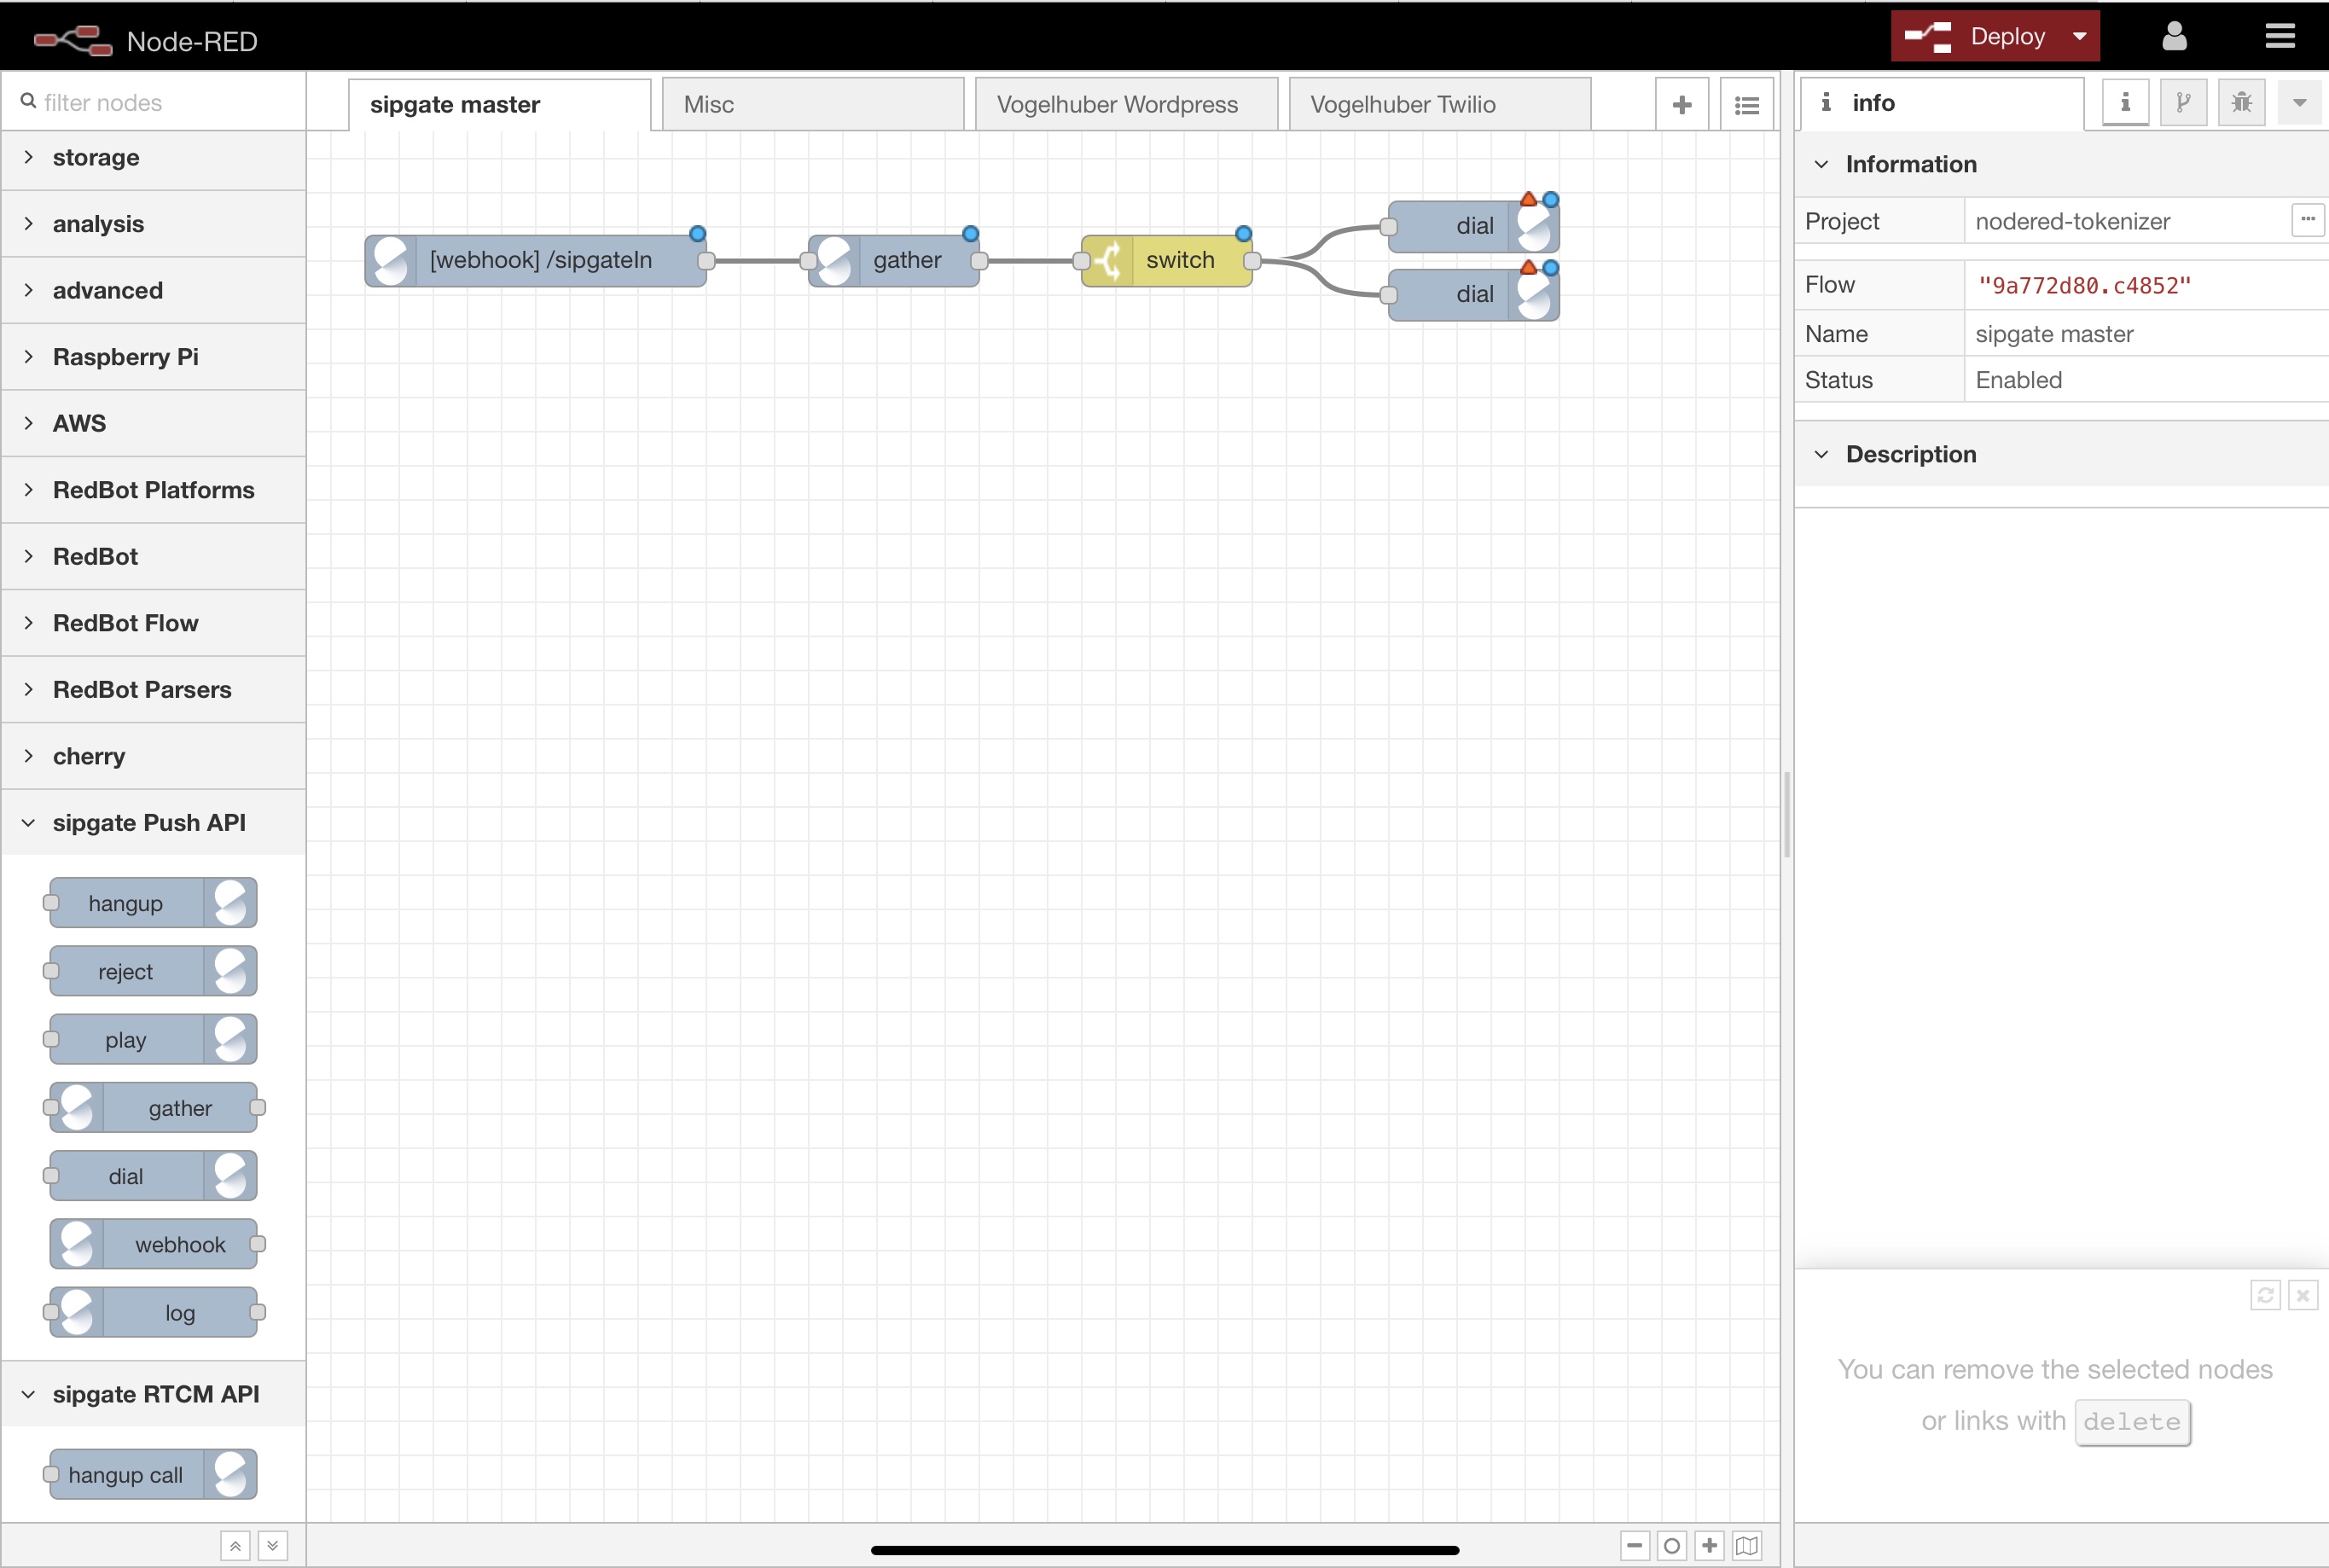 Node-RED
Deploy
filter nodes
sipgate master
Misc
Vogelhuber Wordpress
Vogelhuber Twilio
info
storage
analysis
advanced
Raspberry Pi
AWS
RedBot Platforms
RedBot
RedBot Flow
RedBot Parsers
cherry
sipgate Push API
hangup
reject
play
gather
dial
webhook
log
sipgate RTCM API
hangup call
[webhook] /sipgateIn
gather
switch
dial
dial
Information
Project nodered-tokenizer
Flow "9a772d80.c4852"
Name sipgate master
Status Enabled
Description
You can remove the selected nodes
or links with delete